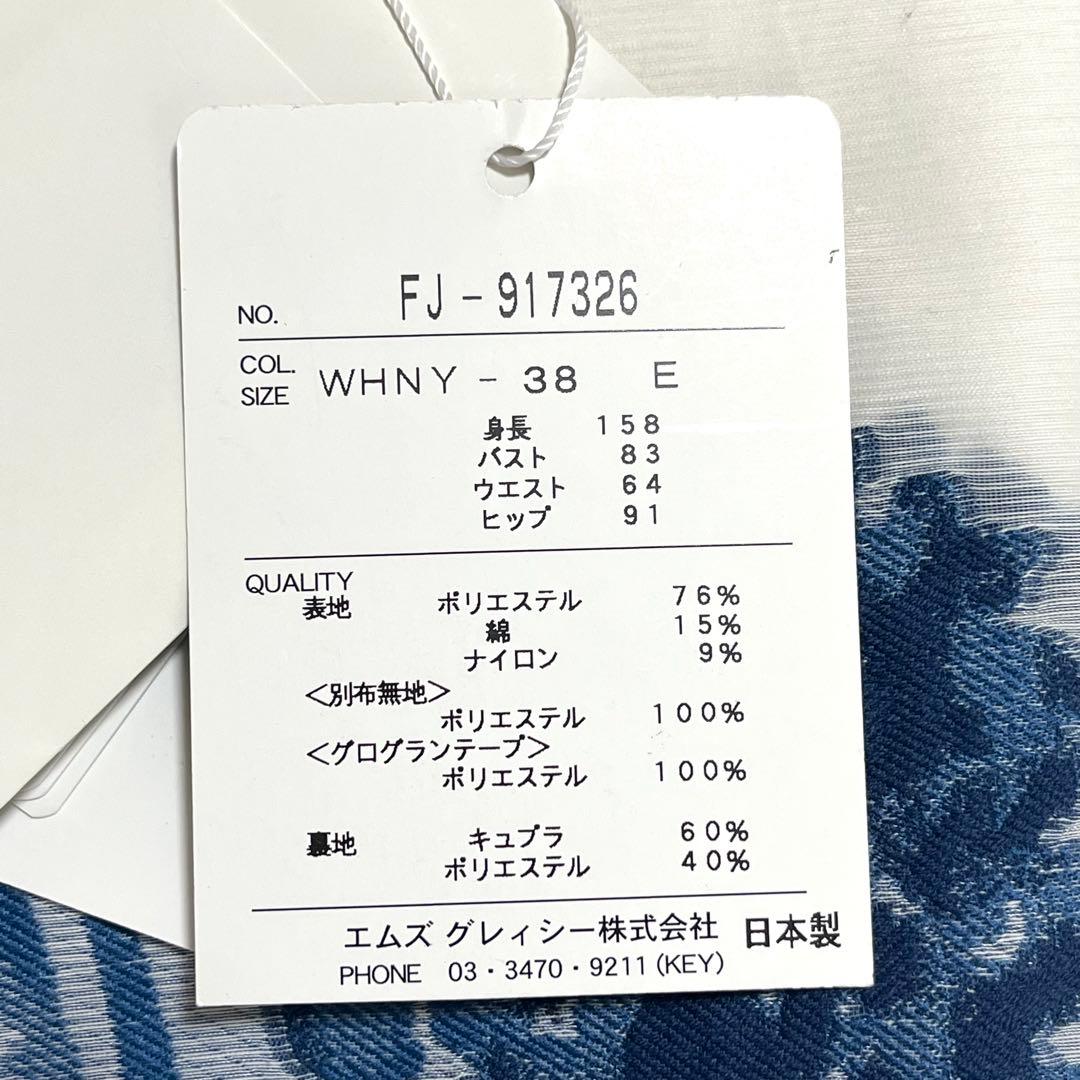 NO. FJ-917326
COL.
SIZE WHNY-38 E
身長 158
バスト 83
ウエスト 64
ヒップ 91
QUALITY
表地 ポリエステル 76%
綿 15%
ナイロン 9%
<別布無地>
ポリエステル 100%
<グログランテープ>
ポリエステル 100%
裏地 キュプラ 60%
ポリエステル 40%
エムズ グレィシー株式会社 日本製
PHONE 03・3470・9211(KEY)